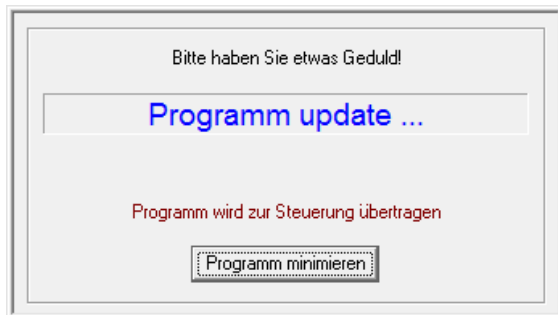 Bitte haben Sie etwas Geduld!
Programm update ...
Programm wird zur Steuerung übertragen
Programm minimieren